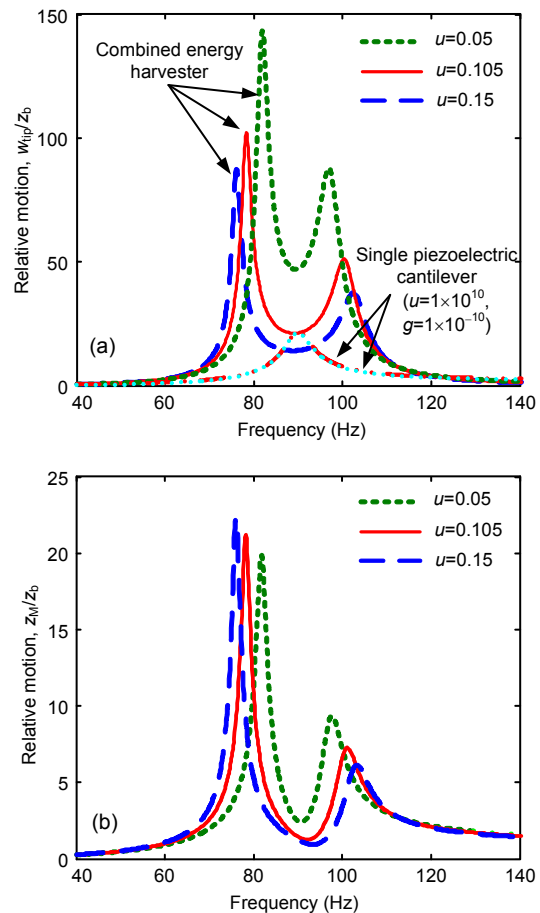 150
100
50
0
Relative motion, w_tip/z_b
Combined energy
harvester
u=0.05
u=0.105
u=0.15
Single piezoelectric
cantilever
(u=1×10^10,
g=1×10^−10)
(a)
40 60 80 100 120 140
Frequency (Hz)
25
20
15
10
5
0
Relative motion, z_M/z_b
u=0.05
u=0.105
u=0.15
(b)
40 60 80 100 120 140
Frequency (Hz)